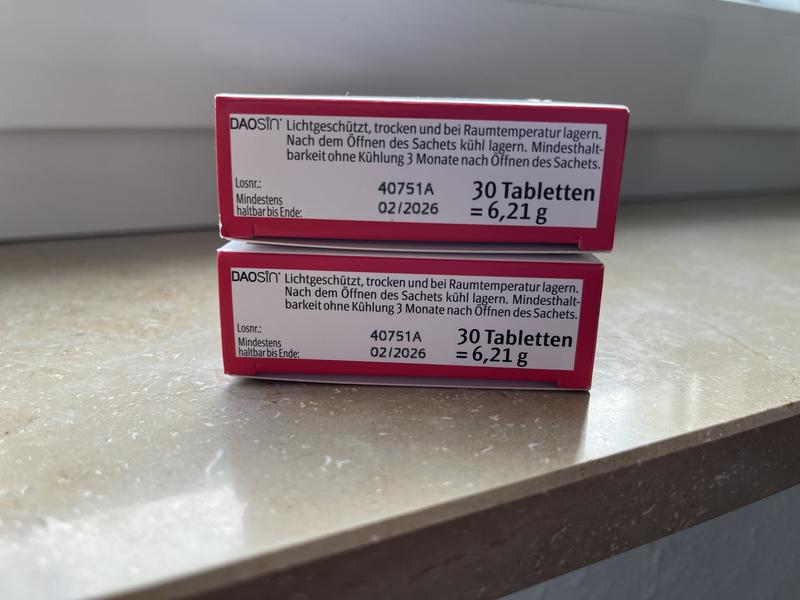 DAOSiN® Lichtgeschützt, trocken und bei Raumtemperatur lagern.
Nach dem Öffnen des Sachets kühl lagern. Mindesthalt-
barkeit ohne Kühlung 3 Monate nach Öffnen des Sachets.
Losnr.: 40751A 30 Tabletten
Mindestens
haltbar bis Ende: 02/2026 = 6,21 g
DAOSiN® Lichtgeschützt, trocken und bei Raumtemperatur lagern.
Nach dem Öffnen des Sachets kühl lagern. Mindesthalt-
barkeit ohne Kühlung 3 Monate nach Öffnen des Sachets.
Losnr.: 40751A 30 Tabletten
Mindestens
haltbar bis Ende: 02/2026 = 6,21 g